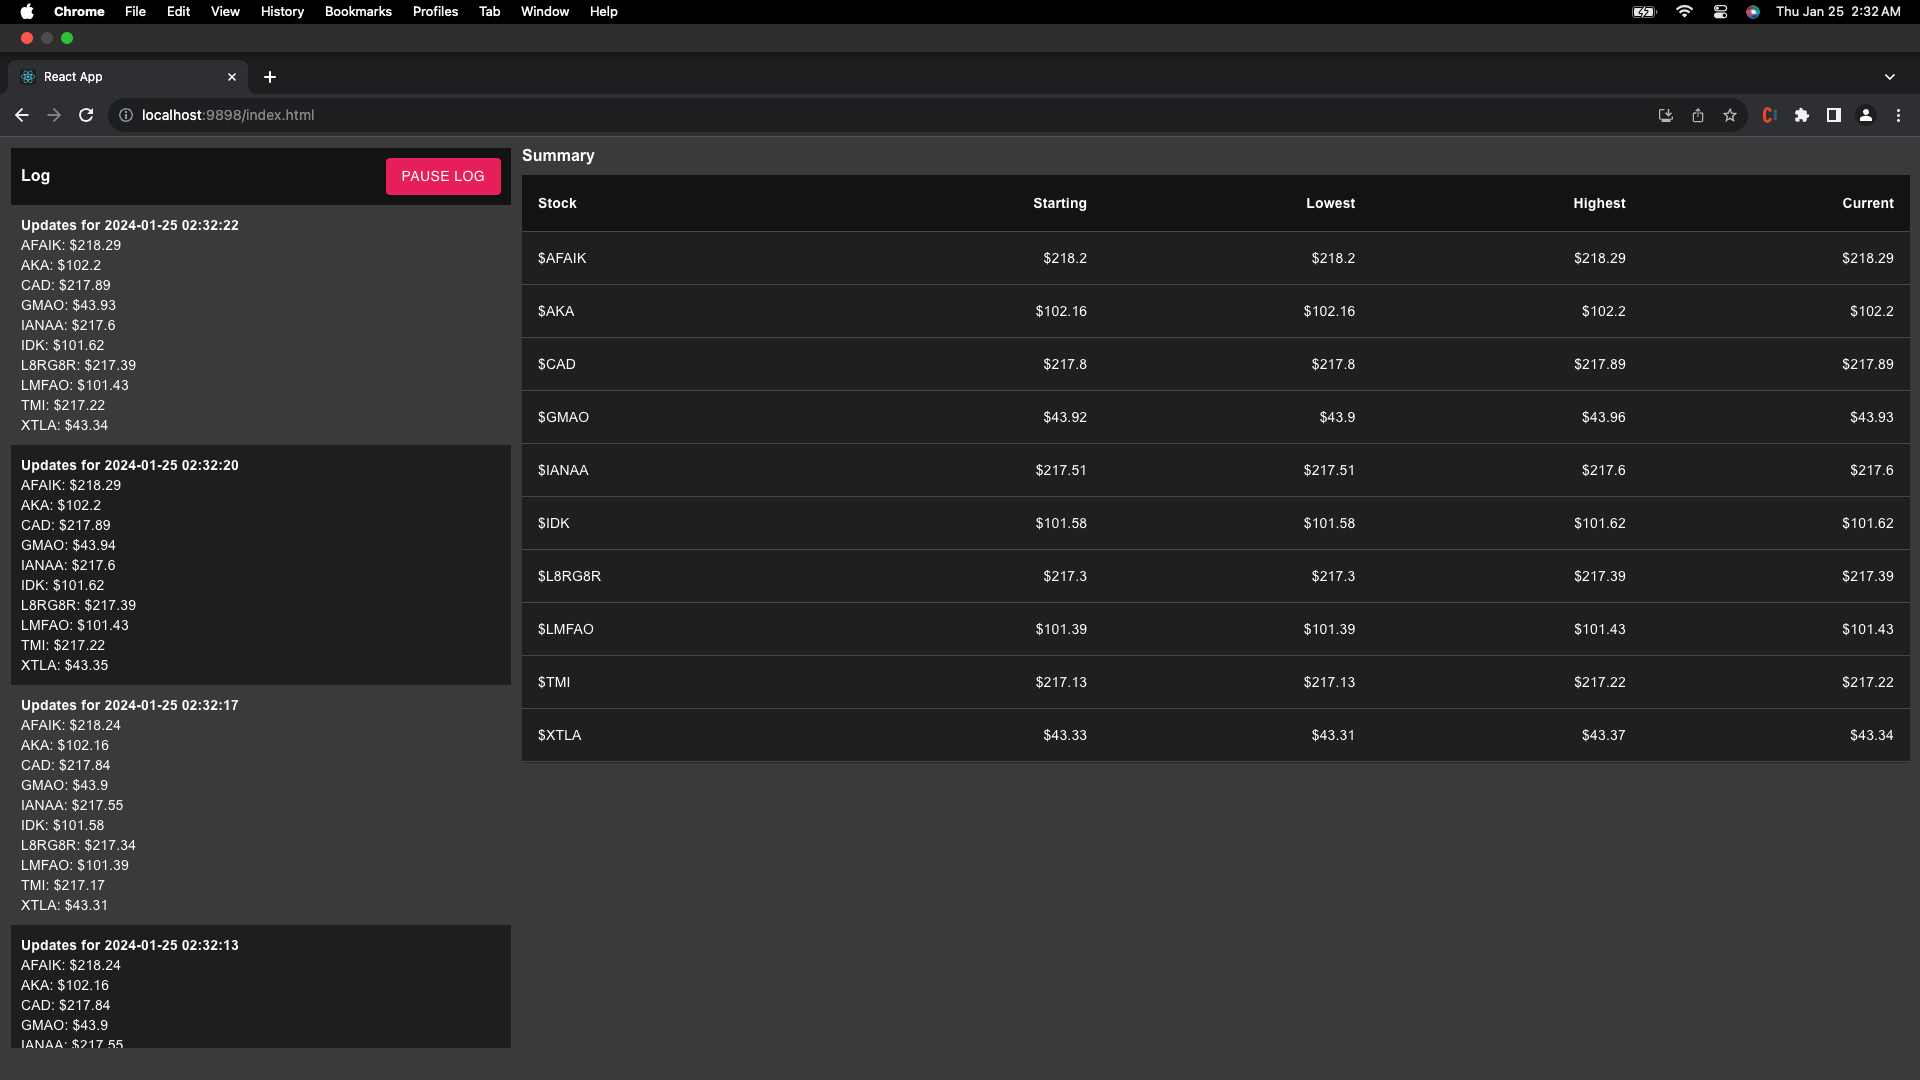 Chrome File Edit View History Bookmarks Profiles Tab Window Help Thu Jan 25 2:32 AM
React App
localhost:9898/index.html
Log PAUSE LOG
Updates for 2024-01-25 02:32:22
AFAIK: $218.29
AKA: $102.2
CAD: $217.89
GMAO: $43.93
IANAA: $217.6
IDK: $101.62
L8RG8R: $217.39
LMFAO: $101.43
TMI: $217.22
XTLA: $43.34
Updates for 2024-01-25 02:32:20
AFAIK: $218.29
AKA: $102.2
CAD: $217.89
GMAO: $43.94
IANAA: $217.6
IDK: $101.62
L8RG8R: $217.39
LMFAO: $101.43
TMI: $217.22
XTLA: $43.35
Updates for 2024-01-25 02:32:17
AFAIK: $218.24
AKA: $102.16
CAD: $217.84
GMAO: $43.9
IANAA: $217.55
IDK: $101.58
L8RG8R: $217.34
LMFAO: $101.39
TMI: $217.17
XTLA: $43.31
Updates for 2024-01-25 02:32:13
AFAIK: $218.24
AKA: $102.16
CAD: $217.84
GMAO: $43.9
IANAA: $217.55
Summary
Stock Starting Lowest Highest Current
$AFAIK $218.2 $218.2 $218.29 $218.29
$AKA $102.16 $102.16 $102.2 $102.2
$CAD $217.8 $217.8 $217.89 $217.89
$GMAO $43.92 $43.9 $43.96 $43.93
$IANAA $217.51 $217.51 $217.6 $217.6
$IDK $101.58 $101.58 $101.62 $101.62
$L8RG8R $217.3 $217.3 $217.39 $217.39
$LMFAO $101.39 $101.39 $101.43 $101.43
$TMI $217.13 $217.13 $217.22 $217.22
$XTLA $43.33 $43.31 $43.37 $43.34